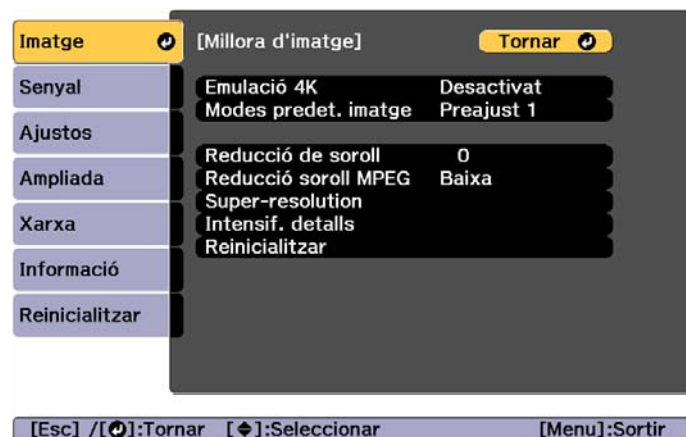 Imatge
[Millora d'imatge]
Tornar
Senyal
Ajustos
Ampliada
Xarxa
Informació
Reinicialitzar
Emulació 4K Desactivat
Modes predet. imatge Preajust 1
Reducció de soroll 0
Reducció soroll MPEG Baixa
Super-resolution
Intensif. detalls
Reinicialitzar
[Esc] /[ ]:Tornar [ ]:Seleccionar [Menu]:Sortir